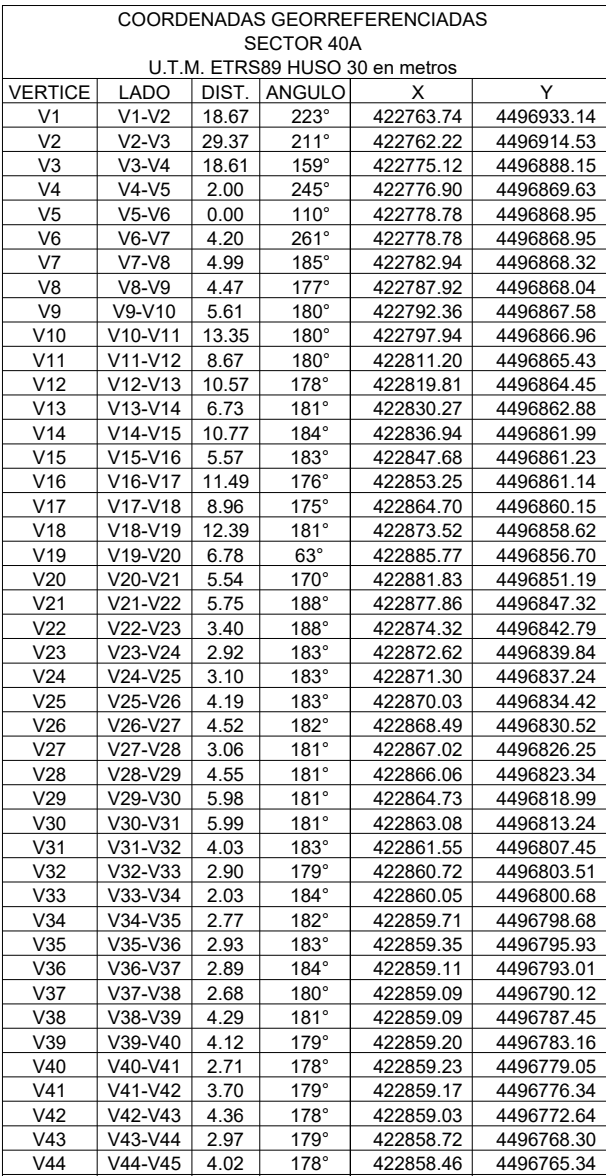 COORDENADAS GEORREFERENCIADAS
SECTOR 40A
U.T.M. ETRS89 HUSO 30 en metros
VERTICE LADO DIST. ANGULO X Y
V1 V1-V2 18.67 223° 422763.74 4496933.14
V2 V2-V3 29.37 211° 422762.22 4496914.53
V3 V3-V4 18.61 159° 422775.12 4496888.15
V4 V4-V5 2.00 245° 422776.90 4496869.63
V5 V5-V6 0.00 110° 422778.78 4496868.95
V6 V6-V7 4.20 261° 422778.78 4496868.95
V7 V7-V8 4.99 185° 422782.94 4496868.32
V8 V8-V9 4.47 177° 422787.92 4496868.04
V9 V9-V10 5.61 180° 422792.36 4496867.58
V10 V10-V11 13.35 180° 422797.94 4496866.96
V11 V11-V12 8.67 180° 422811.20 4496865.43
V12 V12-V13 10.57 178° 422819.81 4496864.45
V13 V13-V14 6.73 181° 422830.27 4496862.88
V14 V14-V15 10.77 184° 422836.94 4496861.99
V15 V15-V16 5.57 183° 422847.68 4496861.23
V16 V16-V17 11.49 176° 422853.25 4496861.14
V17 V17-V18 8.96 175° 422864.70 4496860.15
V18 V18-V19 12.39 181° 422873.52 4496858.62
V19 V19-V20 6.78 63° 422885.77 4496856.70
V20 V20-V21 5.54 170° 422881.83 4496851.19
V21 V21-V22 5.75 188° 422877.86 4496847.32
V22 V22-V23 3.40 188° 422874.32 4496842.79
V23 V23-V24 2.92 183° 422872.62 4496839.84
V24 V24-V25 3.10 183° 422871.30 4496837.24
V25 V25-V26 4.19 183° 422870.03 4496834.42
V26 V26-V27 4.52 182° 422868.49 4496830.52
V27 V27-V28 3.06 181° 422867.02 4496826.25
V28 V28-V29 4.55 181° 422866.06 4496823.34
V29 V29-V30 5.98 181° 422864.73 4496818.99
V30 V30-V31 5.99 181° 422863.08 4496813.24
V31 V31-V32 4.03 183° 422861.55 4496807.45
V32 V32-V33 2.90 179° 422860.72 4496803.51
V33 V33-V34 2.03 184° 422860.05 4496800.68
V34 V34-V35 2.77 182° 422859.71 4496798.68
V35 V35-V36 2.93 183° 422859.35 4496795.93
V36 V36-V37 2.89 184° 422859.11 4496793.01
V37 V37-V38 2.68 180° 422859.09 4496790.12
V38 V38-V39 4.29 181° 422859.09 4496787.45
V39 V39-V40 4.12 179° 422859.20 4496783.16
V40 V40-V41 2.71 178° 422859.23 4496779.05
V41 V41-V42 3.70 179° 422859.17 4496776.34
V42 V42-V43 4.36 178° 422859.03 4496772.64
V43 V43-V44 2.97 179° 422858.72 4496768.30
V44 V44-V45 4.02 178° 422858.46 4496765.34